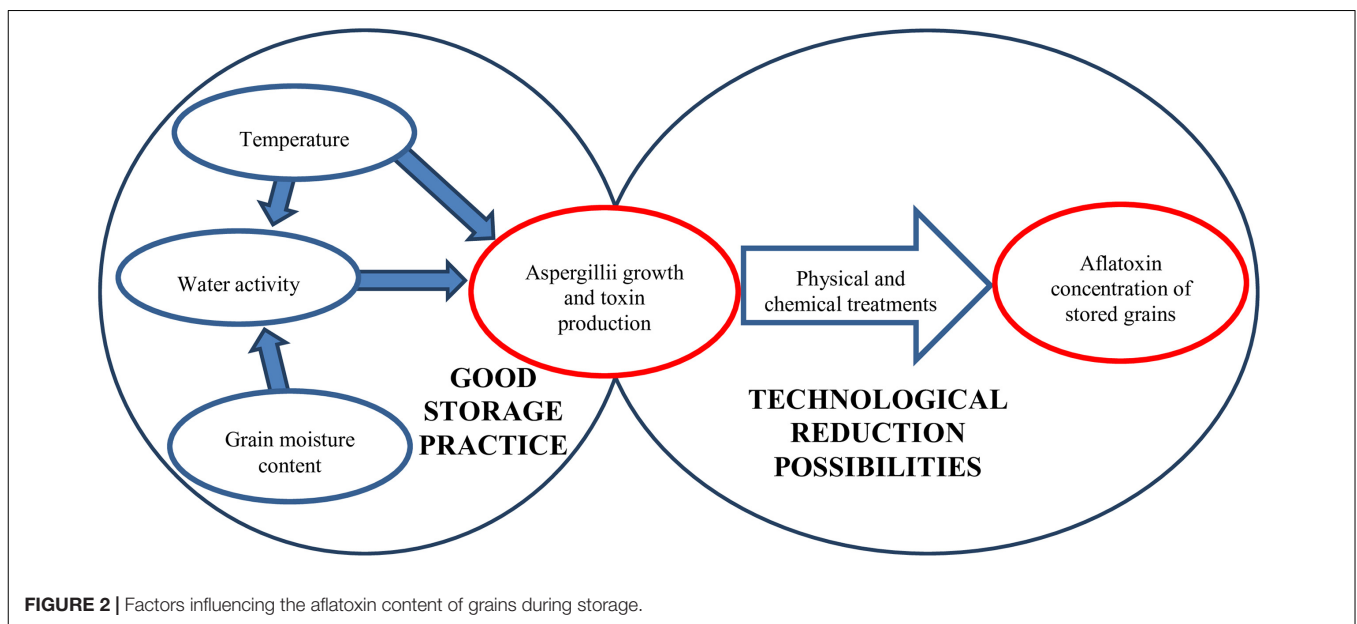 Temperature
Water activity
Grain moisture
content
GOOD
STORAGE
PRACTICE
Aspergillii growth
and toxin
production
Physical and
chemical treatments
TECHNOLOGICAL
REDUCTION
POSSIBILITIES
Aflatoxin
concentration of
stored grains
FIGURE 2 | Factors influencing the aflatoxin content of grains during storage.